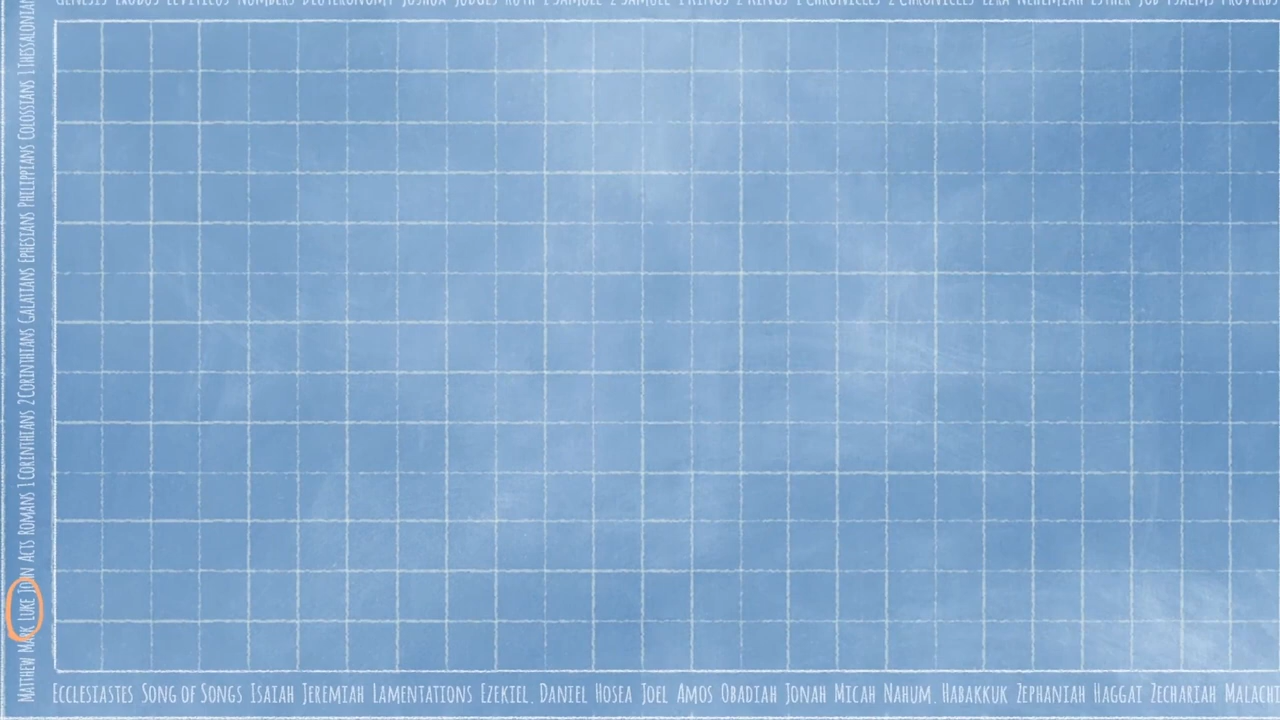 Genesis Exodus Leviticus Numbers Deuteronomy Joshua Judges Ruth 1 Samuel 2 Samuel 1 Kings 2 Kings 1 Chronicles 2 Chronicles Ezra Nehemiah Esther Job Psalms Proverbs
Matthew Mark Luke John Acts Romans 1 Corinthians 2 Corinthians Galatians Ephesians Philippians Colossians 1 Thessalonian
Ecclesiastes Song of Songs Isaiah Jeremiah Lamentations Ezekiel. Daniel Hosea Joel Amos Obadiah Jonah Micah Nahum. Habakkuk Zephaniah Haggai Zechariah Malachi